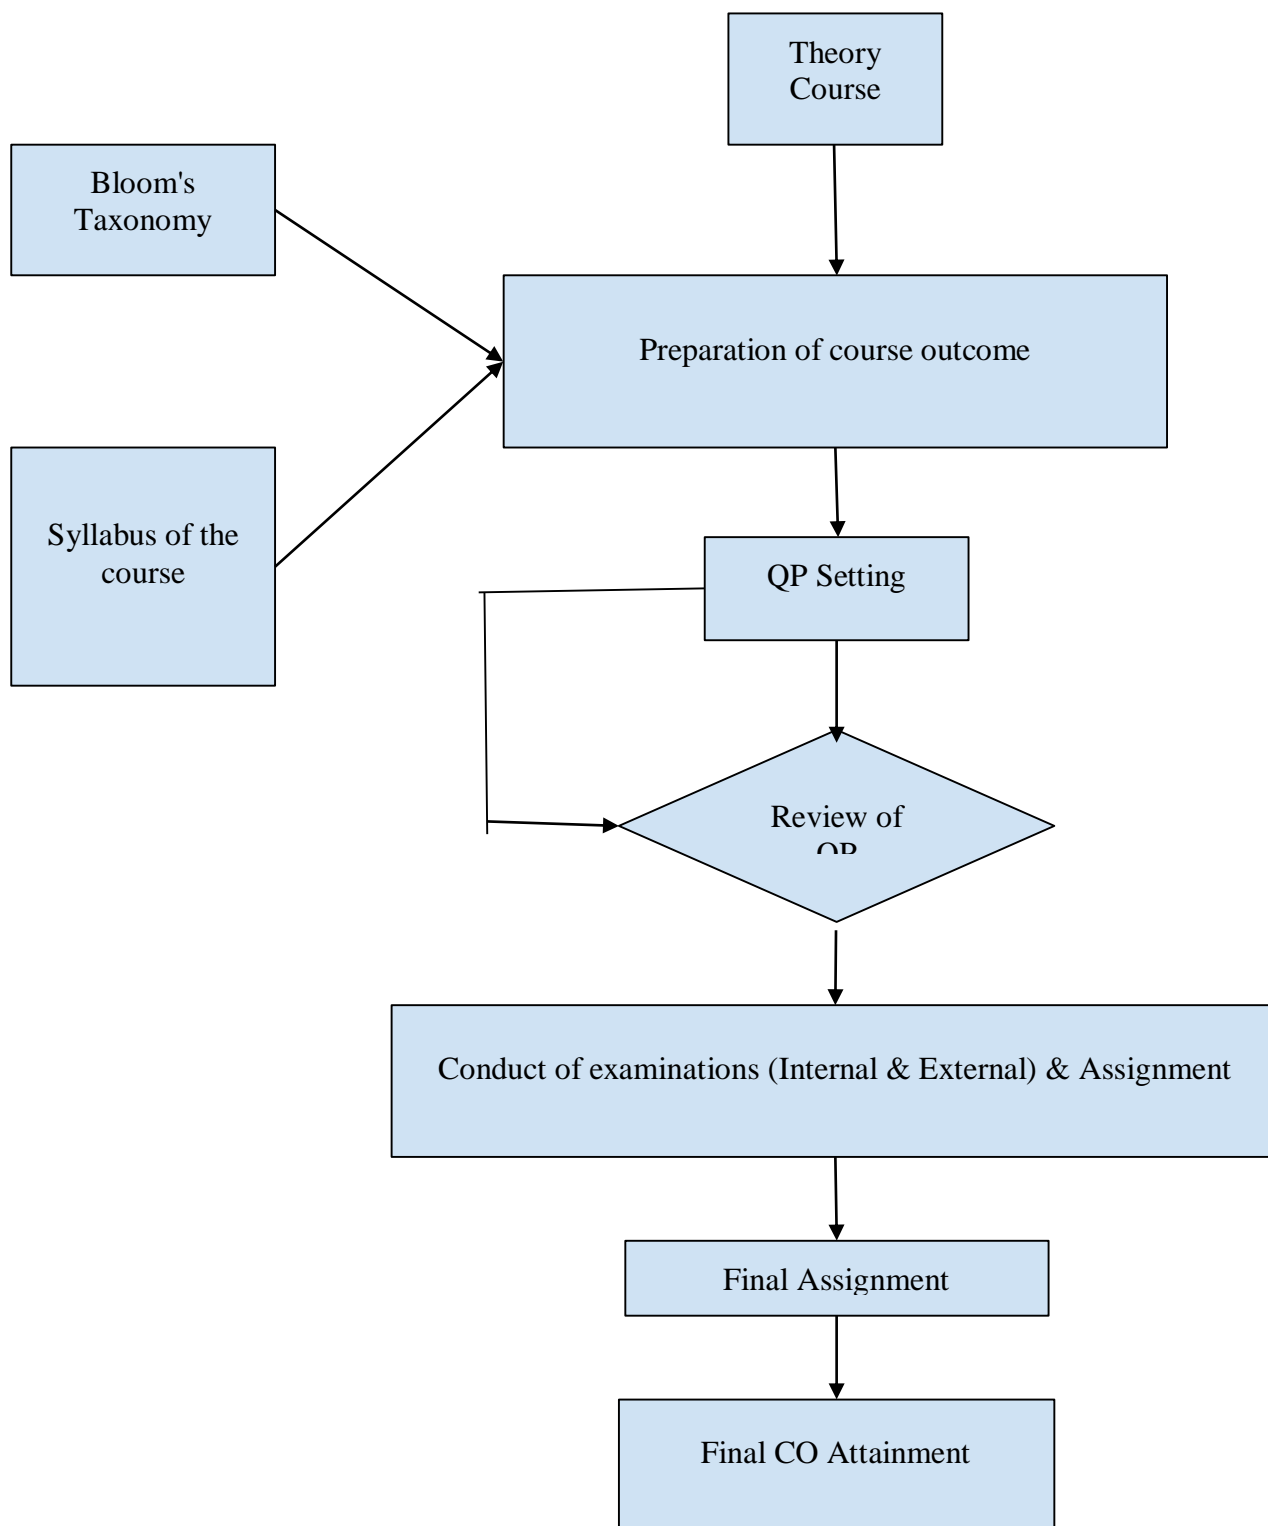 Theory
Course
Bloom's
Taxonomy
Preparation of course outcome
Syllabus of the
course
QP Setting
Review of
QP
Conduct of examinations (Internal & External) & Assignment
Final Assignment
Final CO Attainment